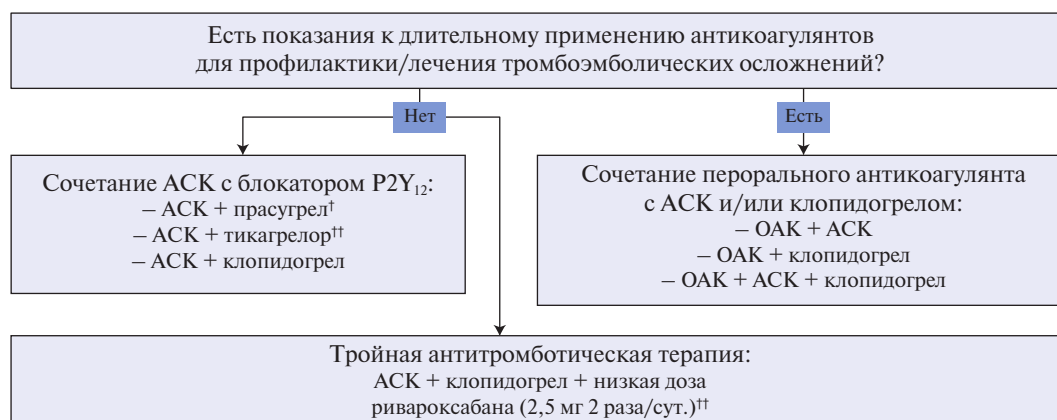 Есть показания к длительному применению антикоагулянтов
для профилактики/лечения тромбоэмболических осложнений?
Нет
Есть
Сочетание АСК с блокатором P2Y₁₂:
– АСК + прасугрел†
– АСК + тикагрелор††
– АСК + клопидогрел
Сочетание перорального антикоагулянта
с АСК и/или клопидогрелом:
– ОАК + АСК
– ОАК + клопидогрел
– ОАК + АСК + клопидогрел
Тройная антитромботическая терапия:
АСК + клопидогрел + низкая доза
ривароксабана (2,5 мг 2 раза/сут.)††